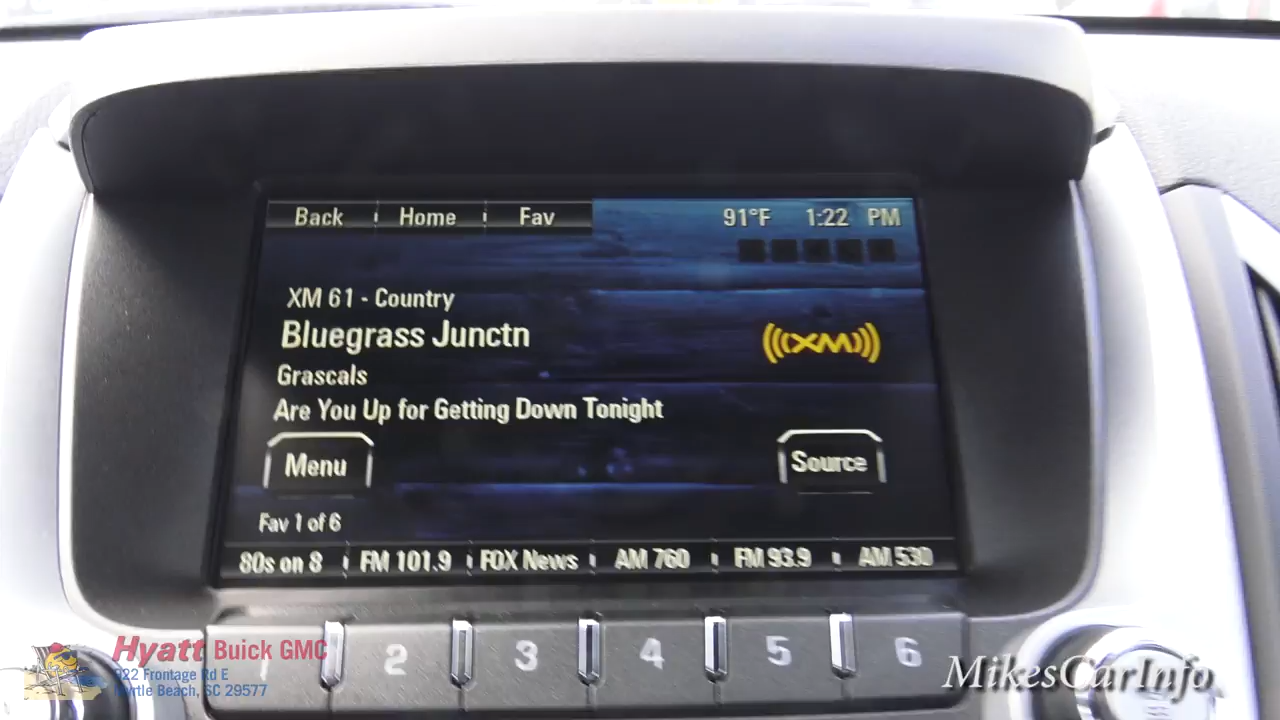 Back Home Fav 91°F 1:22 PM
XM 61 - Country
Bluegrass Junctn
((XM))
Grascals
Are You Up for Getting Down Tonight
Menu Source
Fav 1 of 6
80s on 8 FM 101.9 FOX News AM 760 FM 93.9 AM 530
1 2 3 4 5 6
Hyatt Buick GMC
922 Frontage Rd E
Myrtle Beach, SC 29577
MikesCarInfo